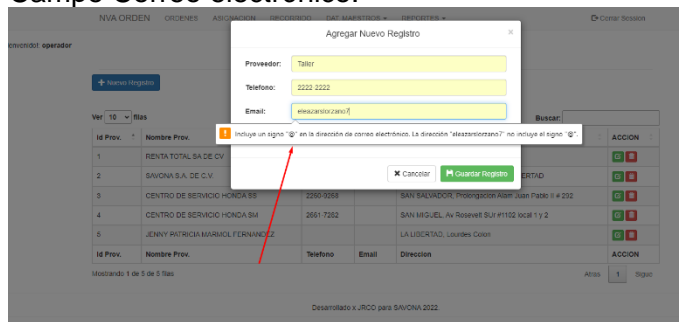 Campo Correo electrónico.
NVA ORDEN ORDENES ASIGNACION RECORRIDO DAT MAESTROS REPORTES Cerrar Session
Agregar Nuevo Registro ×
Bienvenido!: operador
Proveedor: Taller
+ Nuevo Registro
Telefono: 2222-2222
Email: eleazarslorzano7
Ver 10 filas Buscar:
Incluye un signo "@" en la dirección de correo electrónico. La dirección "eleazarslorzano7" no incluye el signo "@".
Id Prov. Nombre Prov. ACCION
1 RENTA TOTAL SA DE CV
Cancelar Guardar Registro
2 SAVONA S.A. DE C.V. ERTAD
3 CENTRO DE SERVICIO HONDA SS 2260-9268 SAN SALVADOR, Prolongacion Alam Juan Pablo II # 292
4 CENTRO DE SERVICIO HONDA SM 2661-7262 SAN MIGUEL, Av Rosevelt SUr #1102 local 1 y 2
5 JENNY PATRICIA MARMOL FERNANDEZ LA LIBERTAD, Lourdes Colon
Id Prov. Nombre Prov. Telefono Email Direccion ACCION
Mostrando 1 de 5 de 5 filas Atras 1 Sigue
Desarrollado x JRCO para SAVONA 2022.